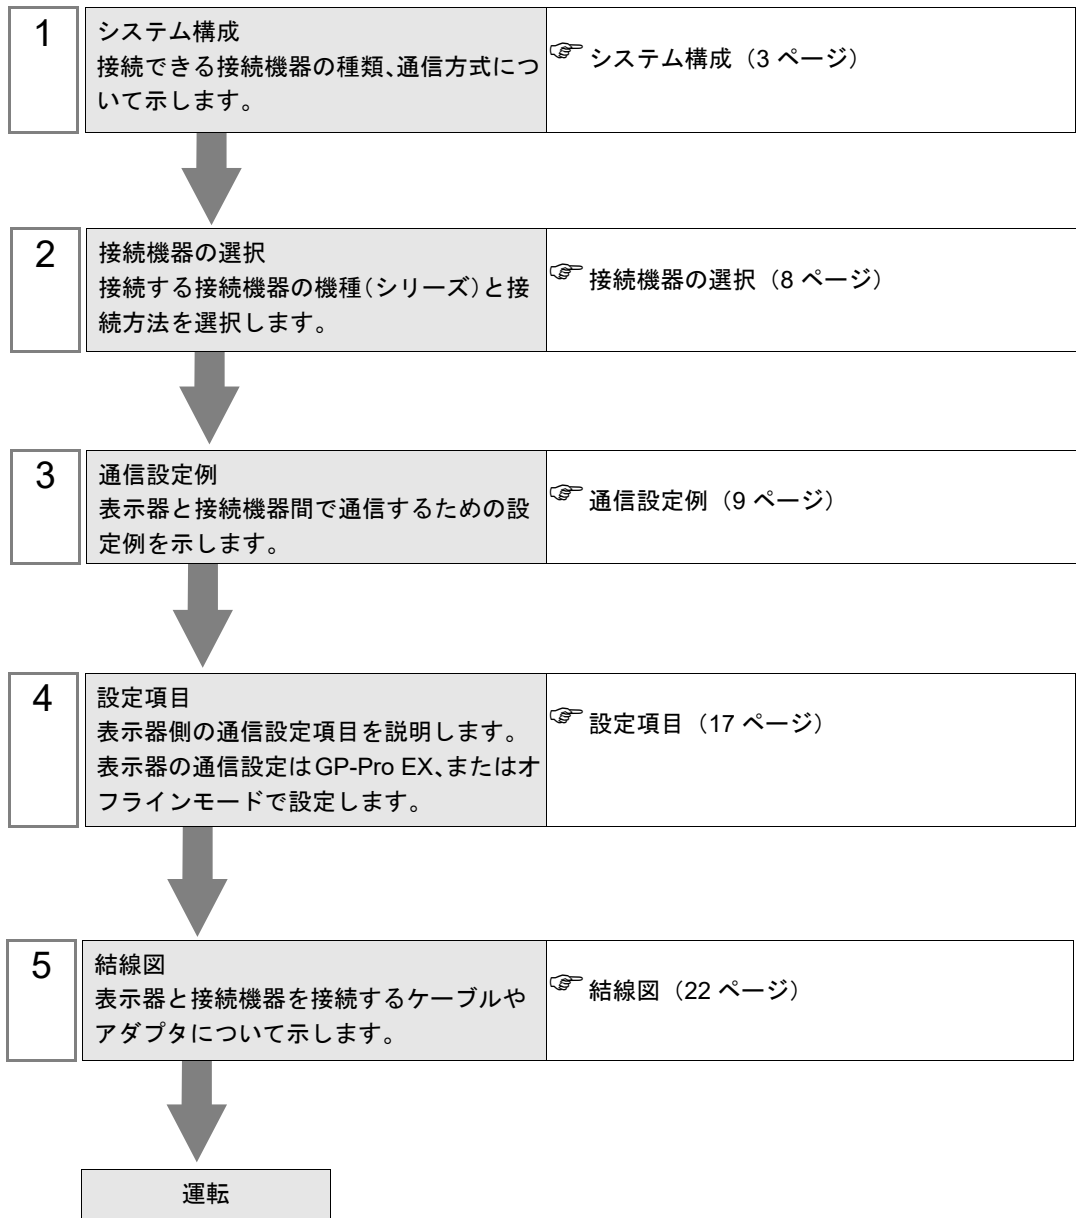 1
システム構成
接続できる接続機器の種類、通信方式につ
いて示します。
☞ システム構成（3 ページ）
2
接続機器の選択
接続する接続機器の機種（シリーズ）と接
続方法を選択します。
☞ 接続機器の選択（8 ページ）
3
通信設定例
表示器と接続機器間で通信するための設
定例を示します。
☞ 通信設定例（9 ページ）
4
設定項目
表示器側の通信設定項目を説明します。
表示器の通信設定はGP-Pro EX、またはオ
フラインモードで設定します。
☞ 設定項目（17 ページ）
5
結線図
表示器と接続機器を接続するケーブルや
アダプタについて示します。
☞ 結線図（22 ページ）
運転